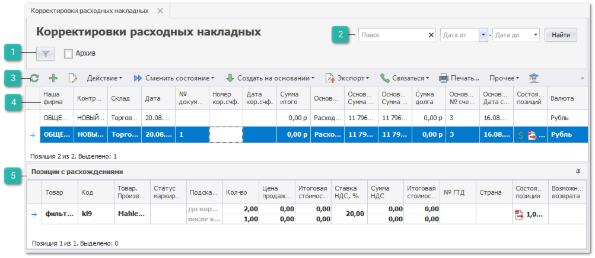 Корректировки расходных накладных ×
Корректировки расходных накладных
2 Поиск × Дата от - Дата до Найти
1 Архив
3 Действие Сменить состояние Создать на основании Экспорт Связаться Печать... Прочее
4 Наша фирма Контр... Склад Дата № докум... Номер кор.счф. Дата кор.счф. Сумма итого Основ... Основ... Сумма ... Основ... Сумма ... Сумма долга Основ... № сче... Основ... Дата с... Состоя... позиций Валюта
ОБЩЕ... НОВЫЙ... Торгов... 20.08.... 0,00 р Расход... 11 796... 11 796... 0,00 р 3 16.08.... Рубль
ОБЩЕ... НОВЫ... Торго... 20.08... 1 0,00 р Расхо... 11 79... 11 79... 0,00 р 3 16.08... Рубль
Позиция 2 из 2, Выделено: 1
5 Позиции с расхождениями
Товар Код Товар. Произв... Статус маркир... Подска... Кол-во Цена продаж... Итоговая стоимос... Ставка НДС, % Сумма НДС Итоговая стоимос... № ГТД Страна Состоя... позиции Возможн... возврата
фильт... kl9 Mahle... до кор... 2,00 0,00 0,00 20,00 0,00 0,00 1,0...
после к... 1,00 0,00 0,00 0,00 0,00
Позиция 1 из 1, Выделено: 0